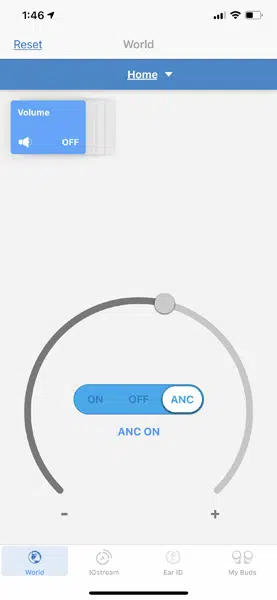 1:46
Reset
World
Home
Volume
OFF
ON OFF ANC
ANC ON
- +
World IQstream Ear ID My Buds